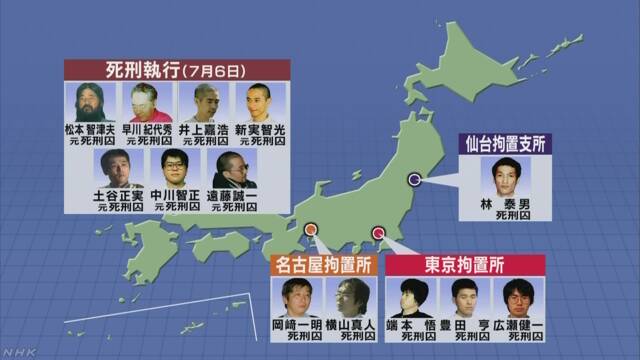 死刑執行(7月6日)
松本智津夫
元 死刑囚
早川紀代秀
元 死刑囚
井上嘉浩
元 死刑囚
新実智光
元 死刑囚
土谷正実
元 死刑囚
中川智正
元 死刑囚
遠藤誠一
元 死刑囚
仙台拘置支所
林 泰男
死刑囚
名古屋拘置所
岡﨑一明
死刑囚
横山真人
死刑囚
東京拘置所
端本 悟
死刑囚
豊田 亨
死刑囚
広瀬健一
死刑囚
NHK